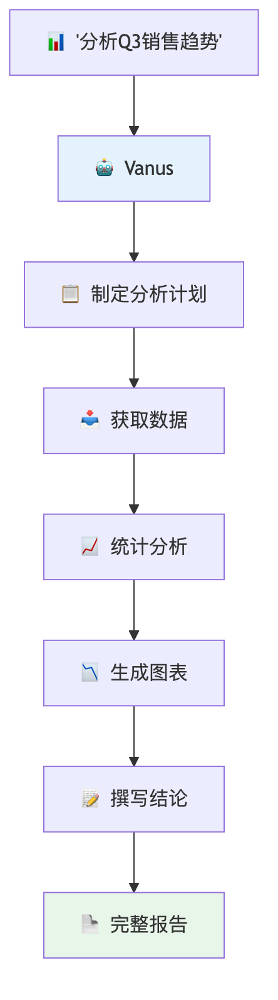 '分析Q3销售趋势'
Vanus
制定分析计划
获取数据
统计分析
生成图表
撰写结论
完整报告